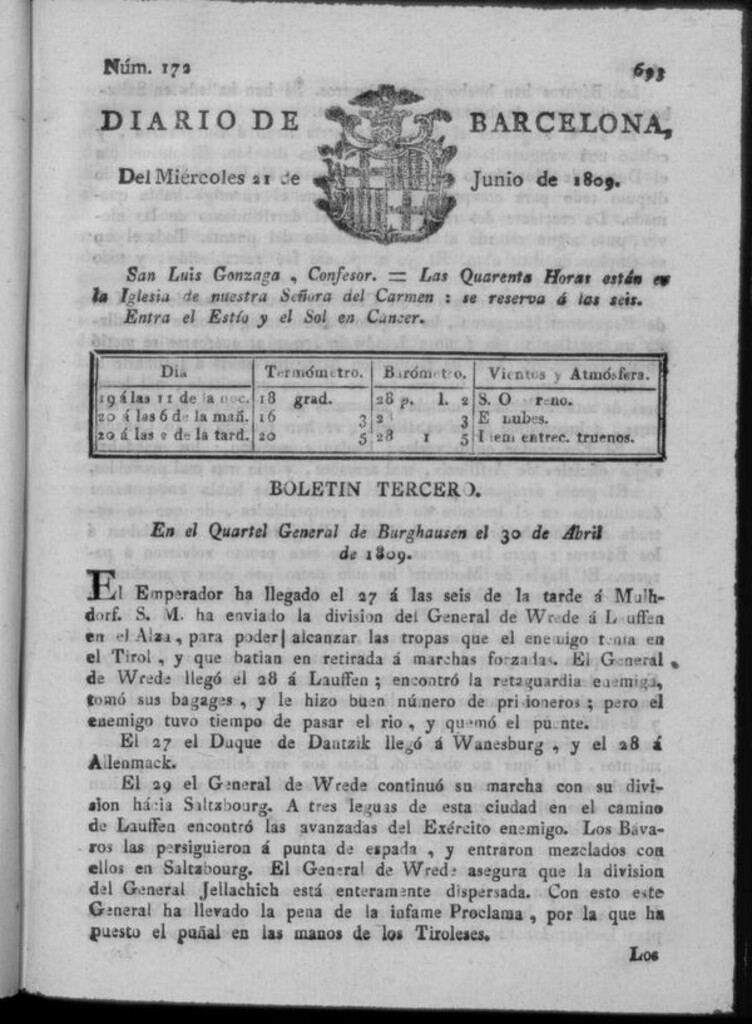 Núm. 172
693
DIARIO DE BARCELONA,
Del Miércoles 21 de Junio de 1809.
San Luis Gonzaga, Confesor. = Las Quarenta Horas están en
la Iglesia de nuestra Señora del Carmen : se reserva á las seis.
Entra el Estío y el Sol en Cancer.
Dia Termómetro. Barómetro. Vientos y Atmósfera.
19 á las 11 de la noc. 18 grad. 28 p. l. 2 S. O
20 á las 6 de la mañ. 16 3 3 E nubes.
20 á las 2 de la tard. 20 5 28 1 5 Idem entrec. truenos.
BOLETIN TERCERO.
En el Quartel General de Burghausen el 30 de Abril
de 1809.
El Emperador ha llegado el 27 á las seis de la tarde á Mulh-
dorf. S. M. ha enviado la division del General de Wrede á Lauffen
en el Alza, para poder alcanzar las tropas que el enemigo tenia en
el Tirol, y que batian en retirada á marchas forzadas. El General
de Wrede llegó el 28 á Lauffen; encontró la retaguardia enemiga,
tomó sus bagages, y le hizo buen número de prisioneros; pero el
enemigo tuvo tiempo de pasar el rio, y quemó el puente.
El 27 el Duque de Dantzik llegó á Wanesburg, y el 28 á
Altenmack.
El 29 el General de Wrede continuó su marcha con su divi-
sion hácia Saltzbourg. A tres leguas de esta ciudad en el camino
de Lauffen encontró las avanzadas del Exército enemigo. Los Bava-
ros las persiguieron á punta de espada, y entraron mezclados con
ellos en Saltzbourg. El General de Wrede asegura que la division
del General Jellachich está enteramente dispersada. Con esto este
General ha llevado la pena de la infame Proclama, por la que ha
puesto el puñal en las manos de los Tiroleses.
Los